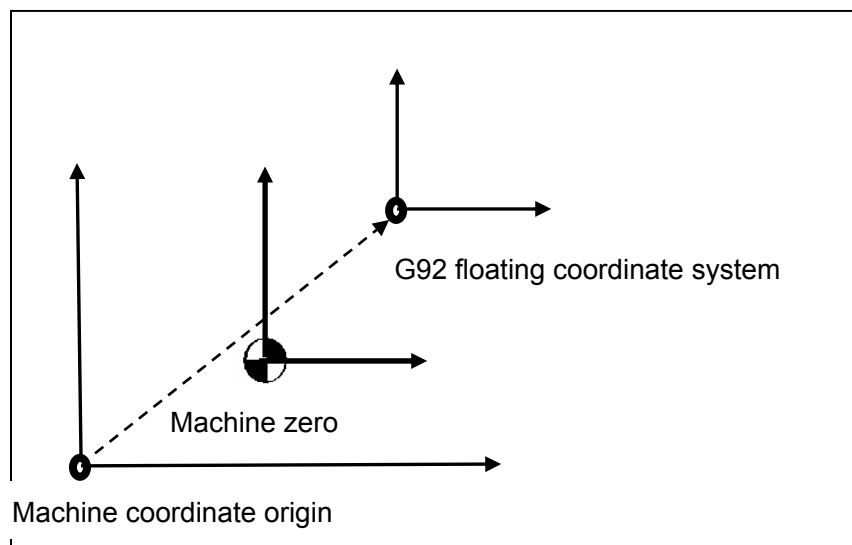 G92 floating coordinate system
Machine zero
Machine coordinate origin